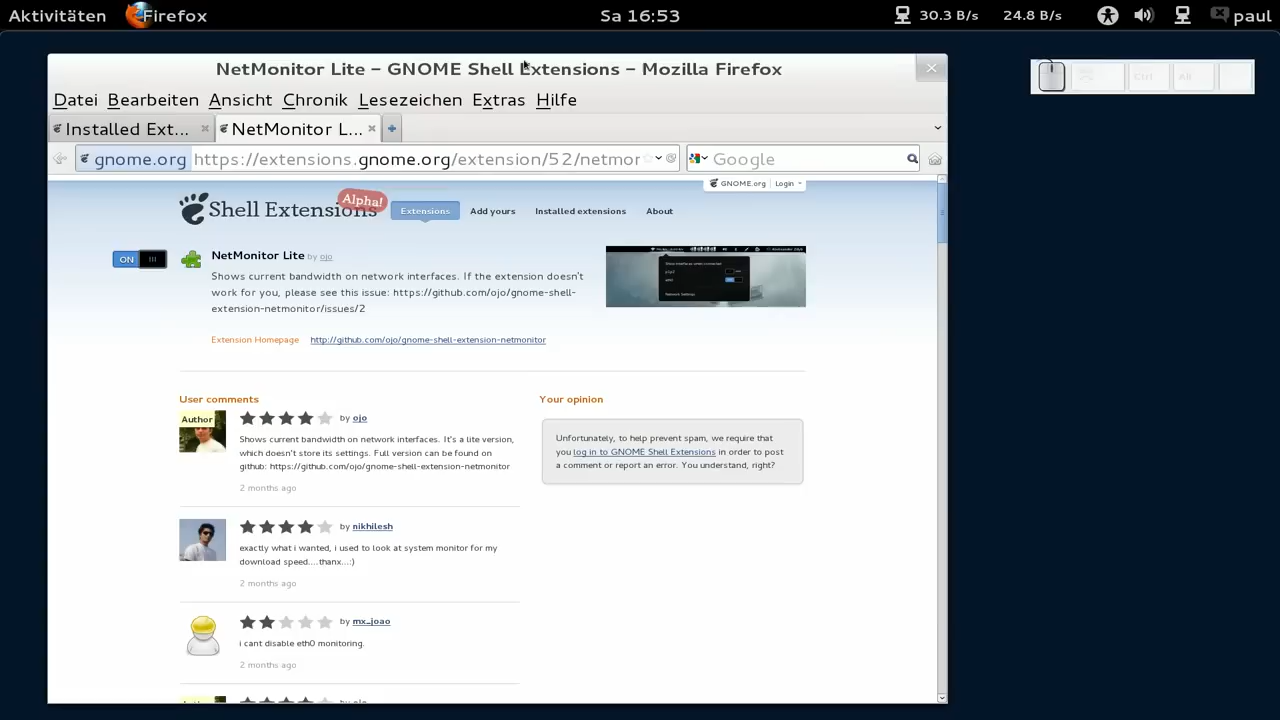 Aktivitäten Firefox Sa 16:53 30.3 B/s 24.8 B/s paul
NetMonitor Lite – GNOME Shell Extensions – Mozilla Firefox
Datei Bearbeiten Ansicht Chronik Lesezeichen Extras Hilfe
Installed Ext... NetMonitor L...
gnome.org https://extensions.gnome.org/extension/52/netmor Google
GNOME.org Login
Shell Extensions Alpha! Extensions Add yours Installed extensions About
ON
NetMonitor Lite by ojo
Shows current bandwidth on network interfaces. If the extension doesn't
work for you, please see this issue: https://github.com/ojo/gnome-shell-
extension-netmonitor/issues/2
Extension Homepage http://github.com/ojo/gnome-shell-extension-netmonitor
User comments
Author
by ojo
Shows current bandwidth on network interfaces. It's a lite version,
which doesn't store its settings. Full version can be found on
github: https://github.com/ojo/gnome-shell-extension-netmonitor
2 months ago
by nikhilesh
exactly what i wanted, i used to look at system monitor for my
download speed....thanx...:)
2 months ago
by mx_joao
i cant disable eth0 monitoring.
2 months ago
Your opinion
Unfortunately, to help prevent spam, we require that
you log in to GNOME Shell Extensions in order to post
a comment or report an error. You understand, right?
Ctrl Alt
Network Settings